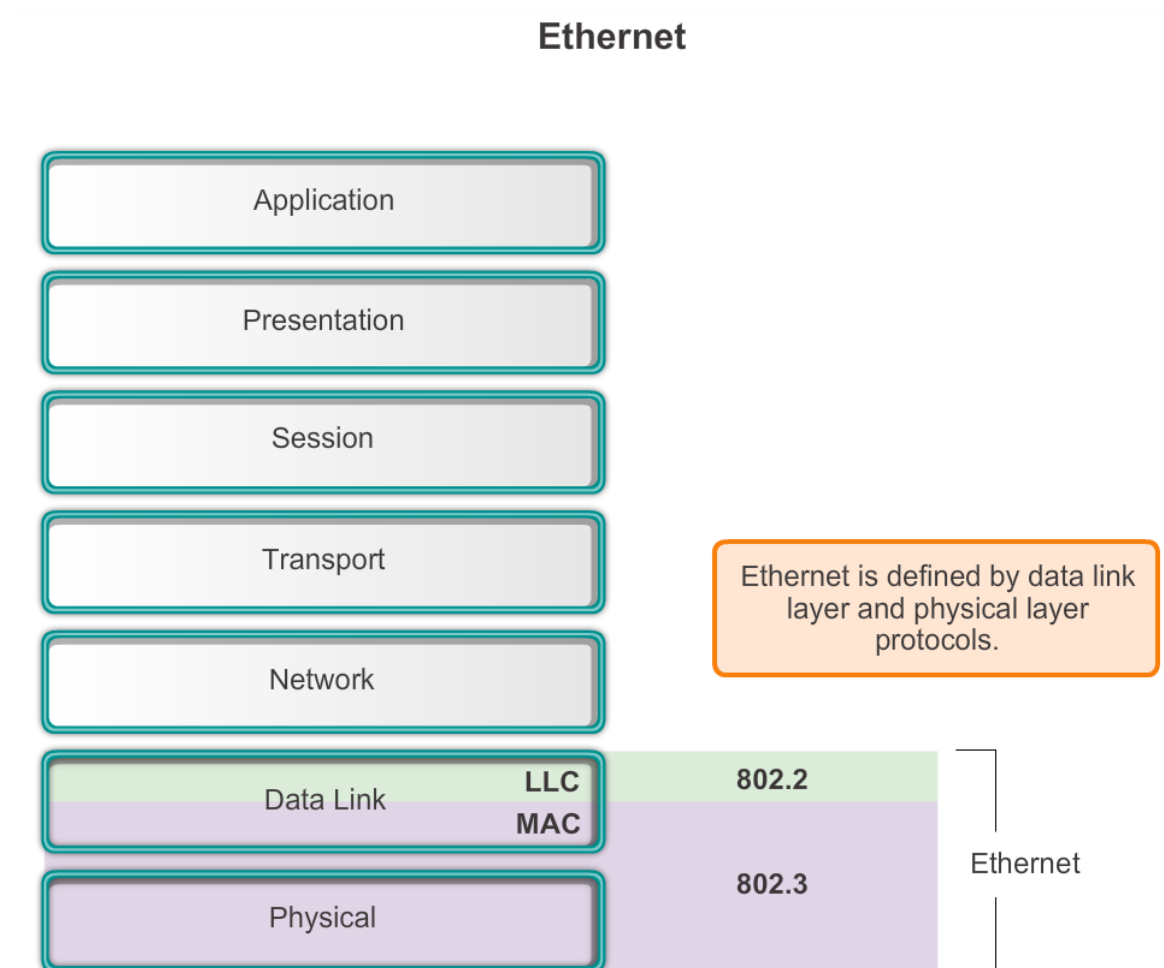 Ethernet
Application
Presentation
Session
Transport
Ethernet is defined by data link
layer and physical layer
protocols.
Network
Data Link
LLC
802.2
MAC
Ethernet
802.3
Physical